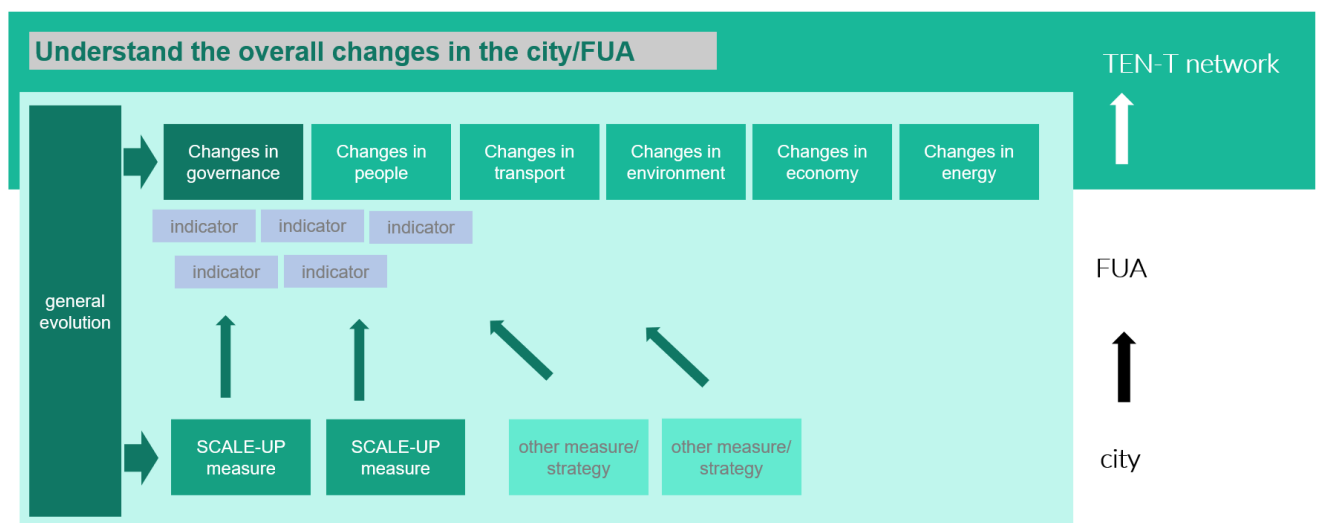 Understand the overall changes in the city/FUA
TEN-T network
general
evolution
Changes in
governance
Changes in
people
Changes in
transport
Changes in
environment
Changes in
economy
Changes in
energy
indicator
indicator
indicator
indicator
indicator
FUA
SCALE-UP
measure
SCALE-UP
measure
other measure/
strategy
other measure/
strategy
city